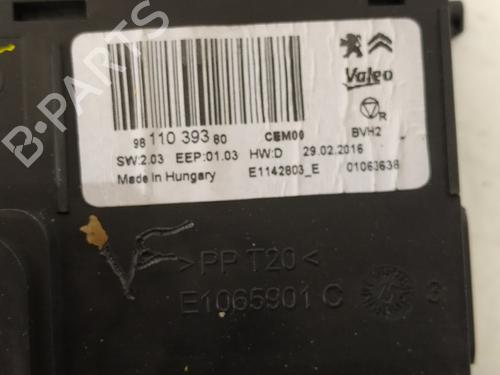 B-PARTS
Valeo
R
98 110 393 80 CEM00 BVH2
SW:2.03 EEP:01.03 HW:D 29.02.2016
Made in Hungary E1142803_E 01063638
>PP T20<
E1065901 C 3